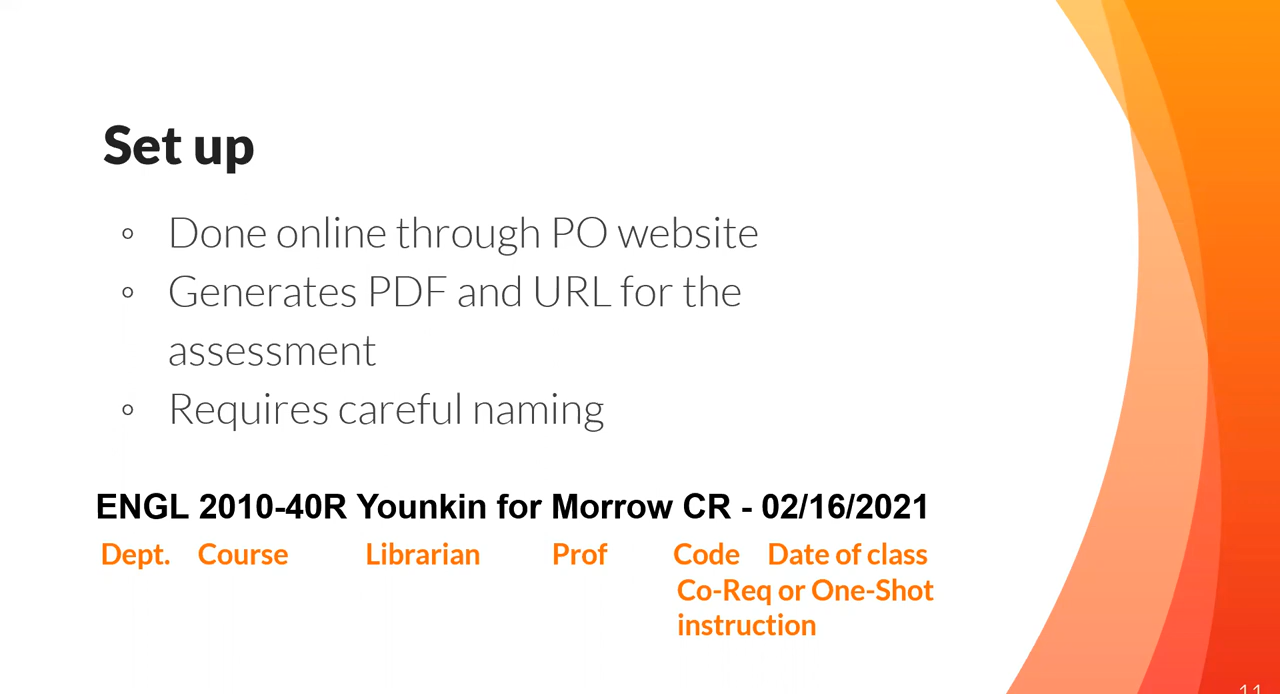 Set up
◦ Done online through PO website
◦ Generates PDF and URL for the
assessment
◦ Requires careful naming
ENGL 2010-40R Younkin for Morrow CR - 02/16/2021
Dept. Course Librarian Prof Code Date of class
Co-Req or One-Shot
instruction
11